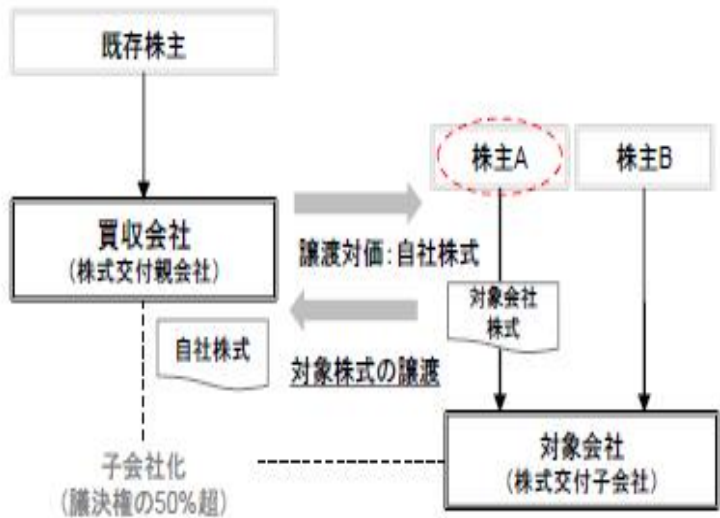 既存株主
株主A
株主B
買収会社
(株式交付親会社)
譲渡対価:自社株式
対象会社
株式
自社株式
対象株式の譲渡
子会社化
(議決権の50%超)
対象会社
(株式交付子会社)